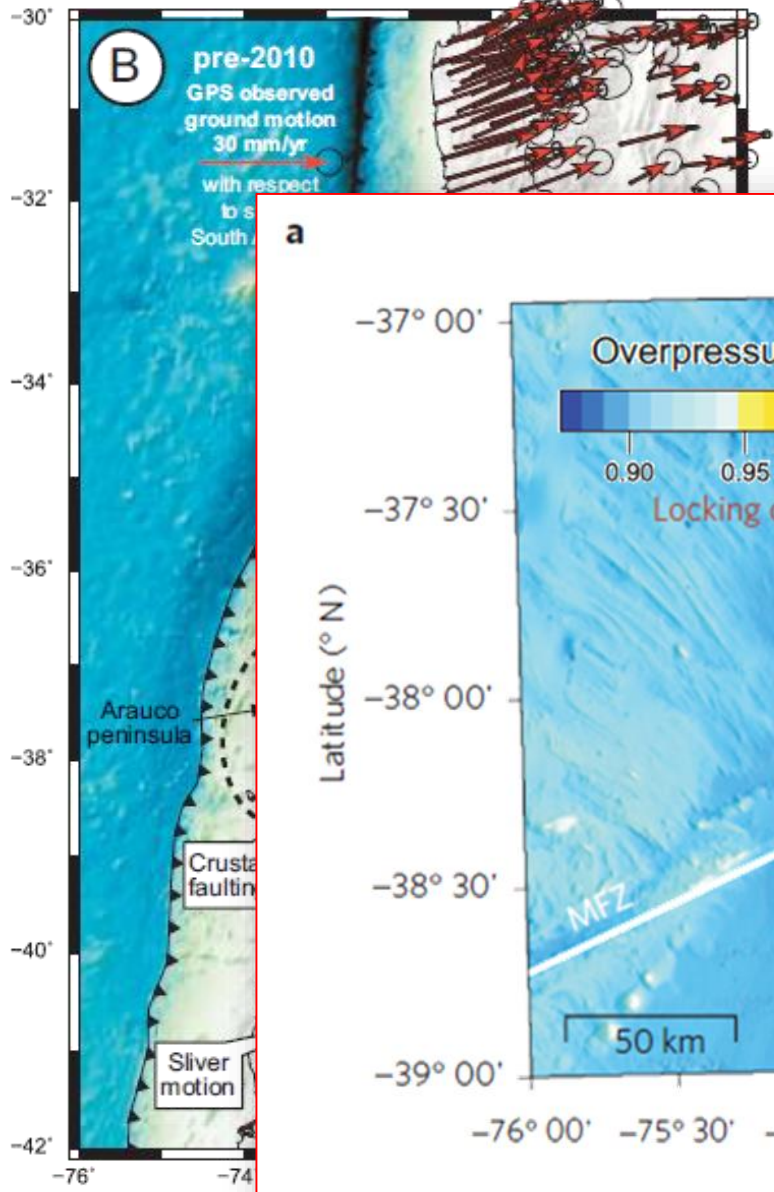 B
pre-2010
GPS observed
ground motion
30 mm/yr
with respect
to s
South
−30°
−32°
−34°
−36°
−38°
−40°
−42°
−76°
−74
Arauco
peninsula
Crusta
faultin
Sliver
motion
a
−37° 00'
−37° 30'
−38° 00'
−38° 30'
−39° 00'
Latitude (° N)
Overpressu
0.90 0.95
Locking
MFZ
50 km
−76° 00' −75° 30' −